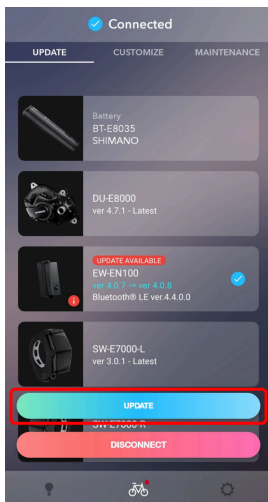 Connected
UPDATE CUSTOMIZE MAINTENANCE
Battery
BT-E8035
SHIMANO
DU-E8000
ver 4.7.1 - Latest
UPDATE AVAILABLE
EW-EN100
ver 4.0.7 → ver 4.0.8
Bluetooth® LE ver.4.4.0.0
SW-E7000-L
ver 3.0.1 - Latest
UPDATE
SW-E7000-R
DISCONNECT